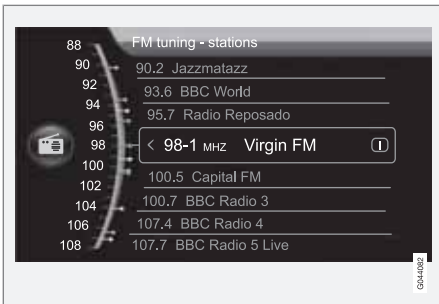 FM tuning - stations
88
90
92
94
96
98
100
102
104
106
108
90.2 Jazzmatazz
93.6 BBC World
95.7 Radio Reposado
< 98-1 MHZ Virgin FM I
100.5 Capital FM
100.7 BBC Radio 3
107.4 BBC Radio 4
107.7 BBC Radio 5 Live
G044082